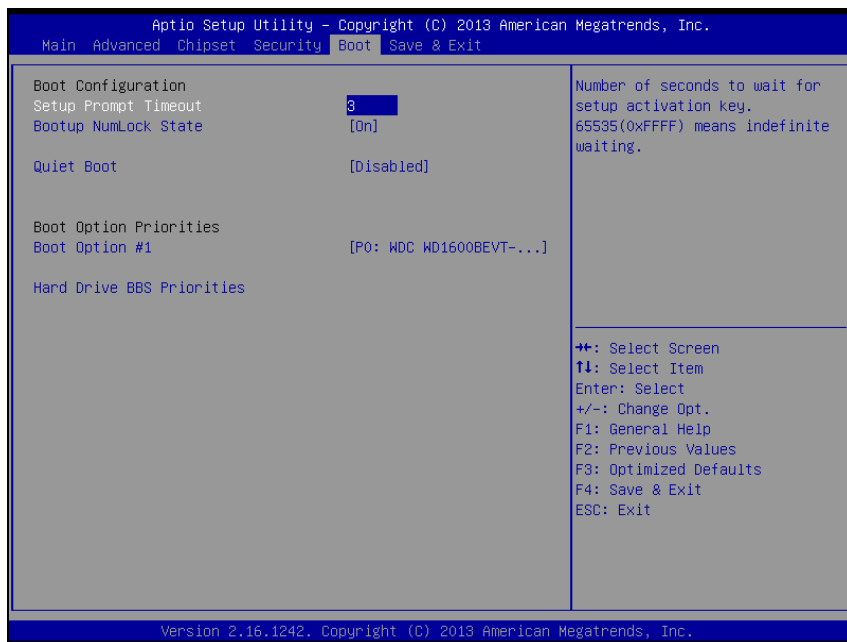 Aptio Setup Utility – Copyright (C) 2013 American Megatrends, Inc.
Main Advanced Chipset Security Boot Save & Exit
Boot Configuration
Setup Prompt Timeout 3
Bootup NumLock State [On]
Quiet Boot [Disabled]
Boot Option Priorities
Boot Option #1 [P0: WDC WD1600BEVT-...]
Hard Drive BBS Priorities
Number of seconds to wait for
setup activation key.
65535(0xFFFF) means indefinite
waiting.
→←: Select Screen
↑↓: Select Item
Enter: Select
+/-: Change Opt.
F1: General Help
F2: Previous Values
F3: Optimized Defaults
F4: Save & Exit
ESC: Exit
Version 2.16.1242. Copyright (C) 2013 American Megatrends, Inc.